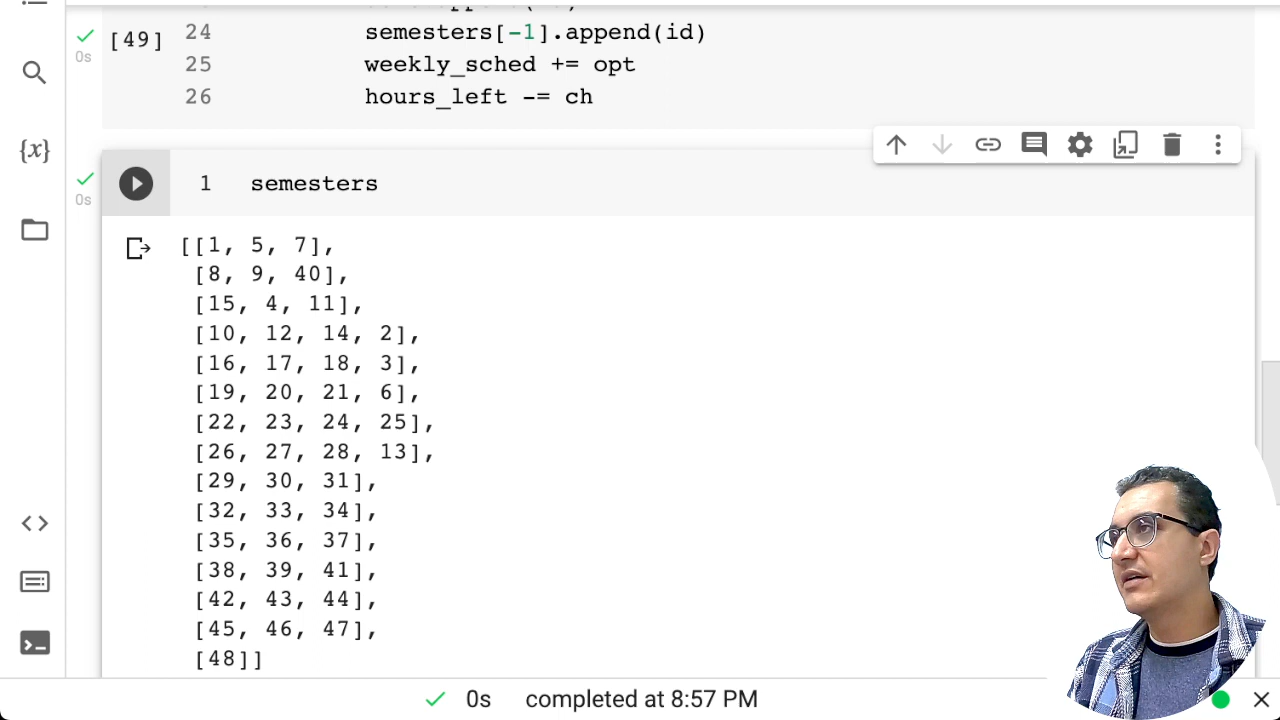 [49]
24 semesters[-1].append(id)
0s
25 weekly_sched += opt
26 hours_left -= ch
{x}
0s
1 semesters
[[1, 5, 7],
[8, 9, 40],
[15, 4, 11],
[10, 12, 14, 2],
[16, 17, 18, 3],
[19, 20, 21, 6],
[22, 23, 24, 25],
[26, 27, 28, 13],
[29, 30, 31],
[32, 33, 34],
[35, 36, 37],
[38, 39, 41],
[42, 43, 44],
[45, 46, 47],
[48]]
0s completed at 8:57 PM